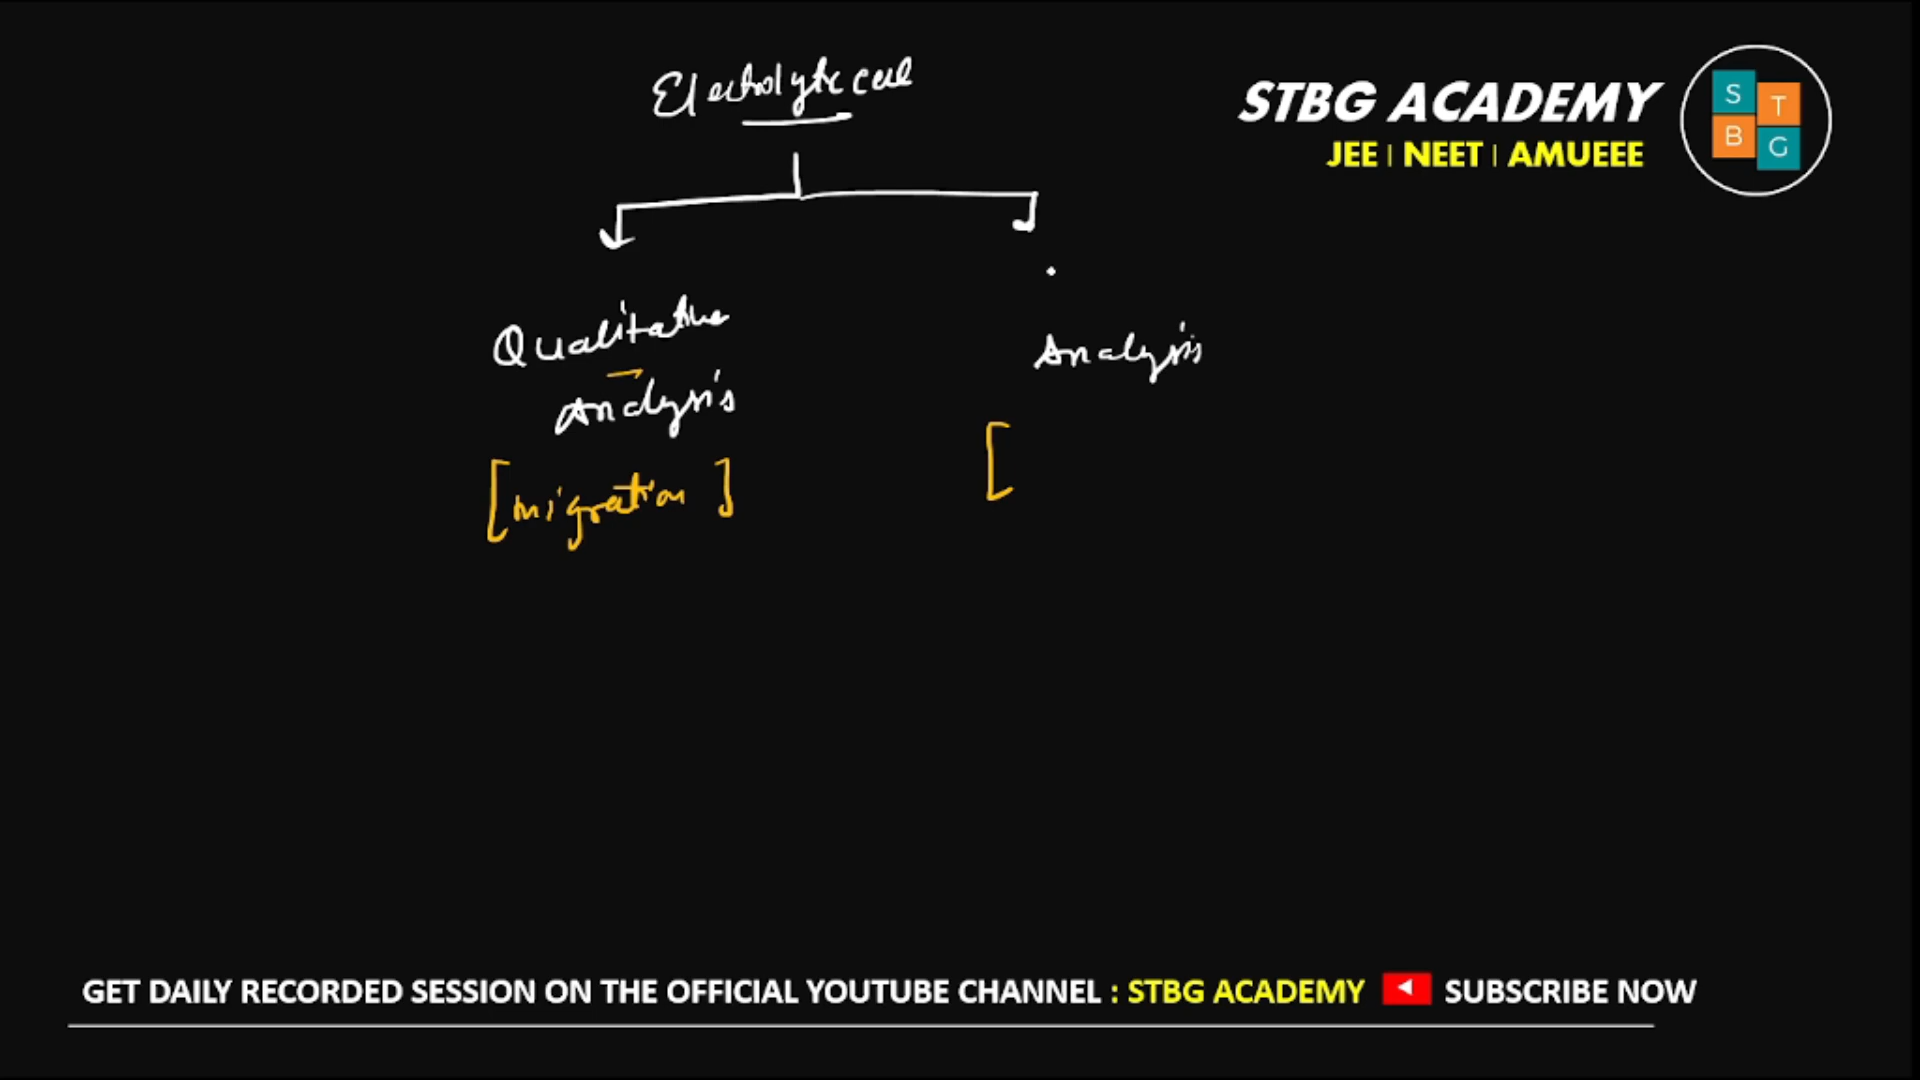 Electrolytic cell
STBG ACADEMY
JEE | NEET | AMUEEE
S T B G
Qualitative
Analysis
[migration]
Analysis
[
GET DAILY RECORDED SESSION ON THE OFFICIAL YOUTUBE CHANNEL : STBG ACADEMY SUBSCRIBE NOW